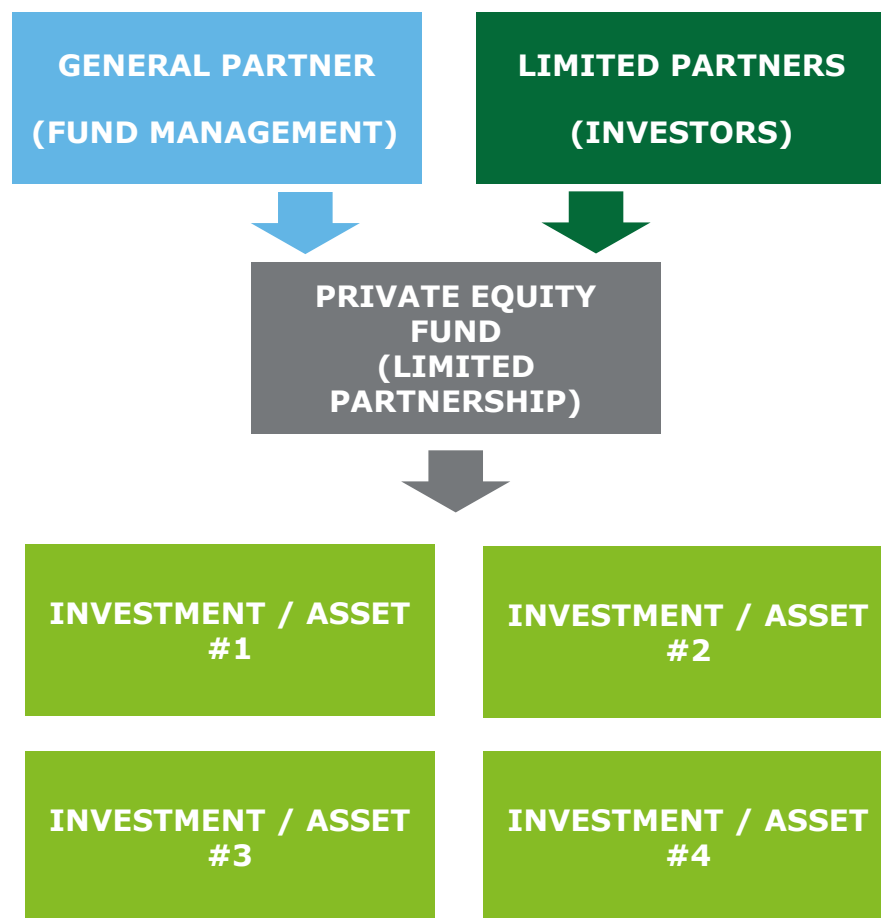 GENERAL PARTNER
(FUND MANAGEMENT)
LIMITED PARTNERS
(INVESTORS)
PRIVATE EQUITY
FUND
(LIMITED
PARTNERSHIP)
INVESTMENT / ASSET
#1
INVESTMENT / ASSET
#2
INVESTMENT / ASSET
#3
INVESTMENT / ASSET
#4